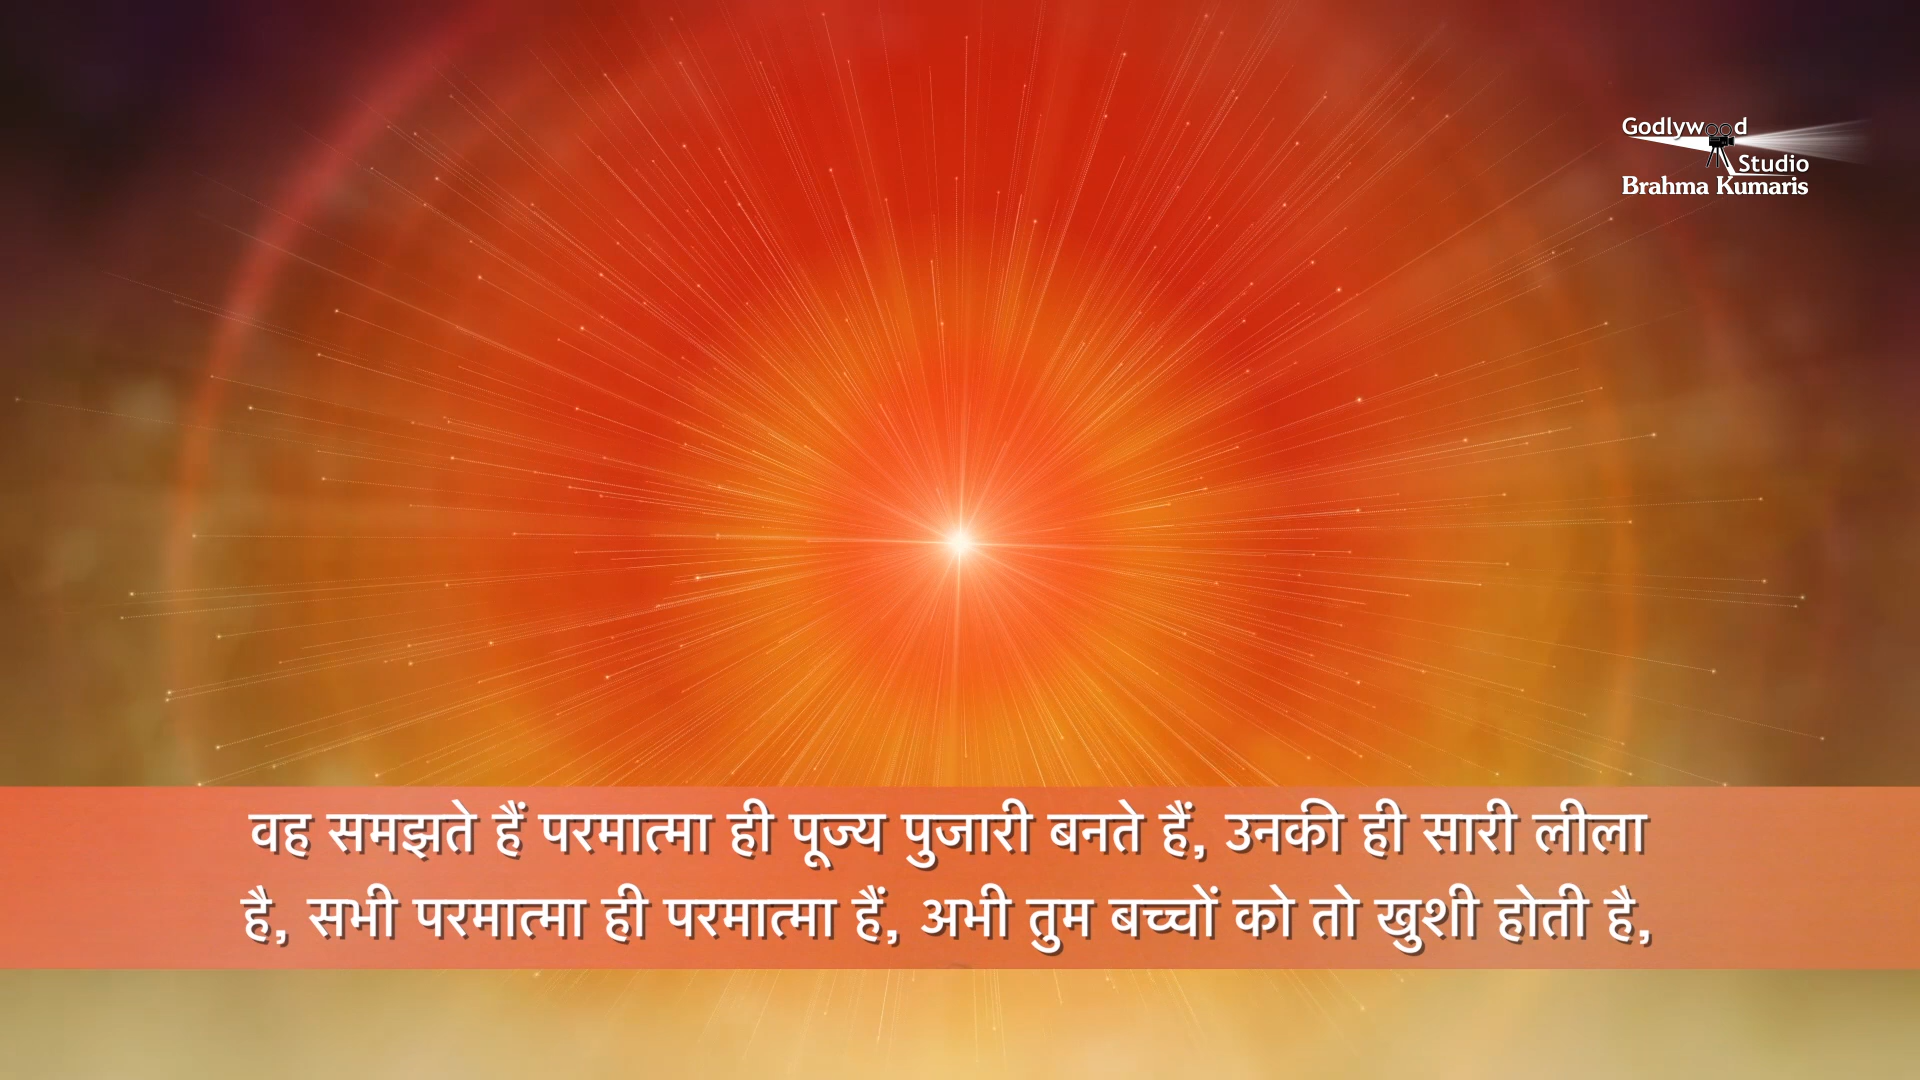 Godlywood
Studio
Brahma Kumaris
वह समझते हैं परमात्मा ही पूज्य पुजारी बनते हैं, उनकी ही सारी लीला
है, सभी परमात्मा ही परमात्मा हैं, अभी तुम बच्चों को तो खुशी होती है,